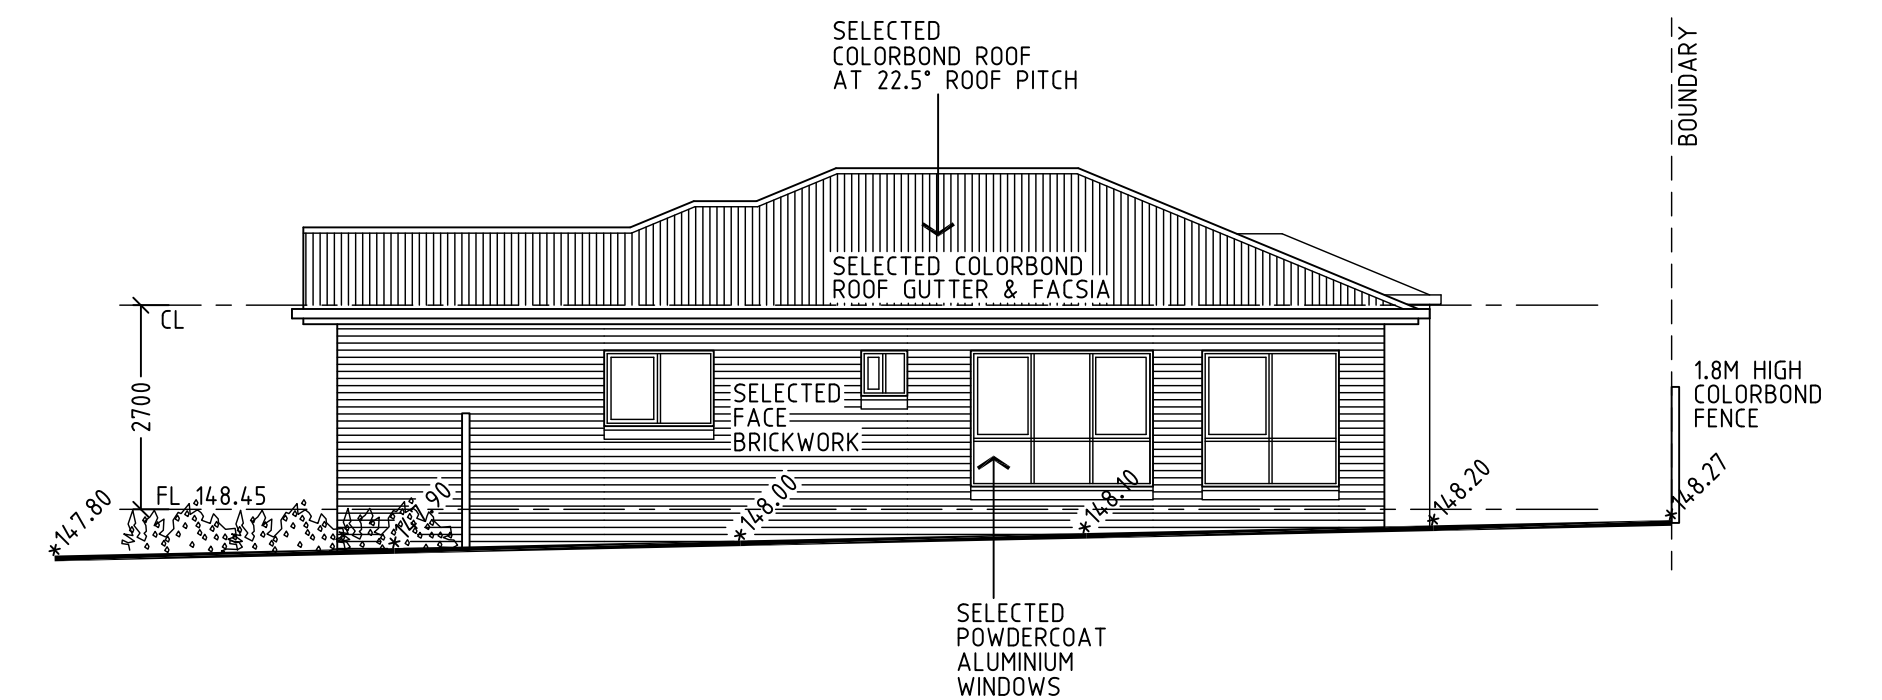 SELECTED
COLORBOND ROOF
AT 22.5° ROOF PITCH
BOUNDARY
SELECTED COLORBOND
ROOF GUTTER & FACSIA
CL
2700
1.8M HIGH
COLORBOND
FENCE
SELECTED
FACE
BRICKWORK
FL 148.45
*147.80
90
*148.00
*148.10
*148.20
*148.27
SELECTED
POWDERCOAT
ALUMINIUM
WINDOWS